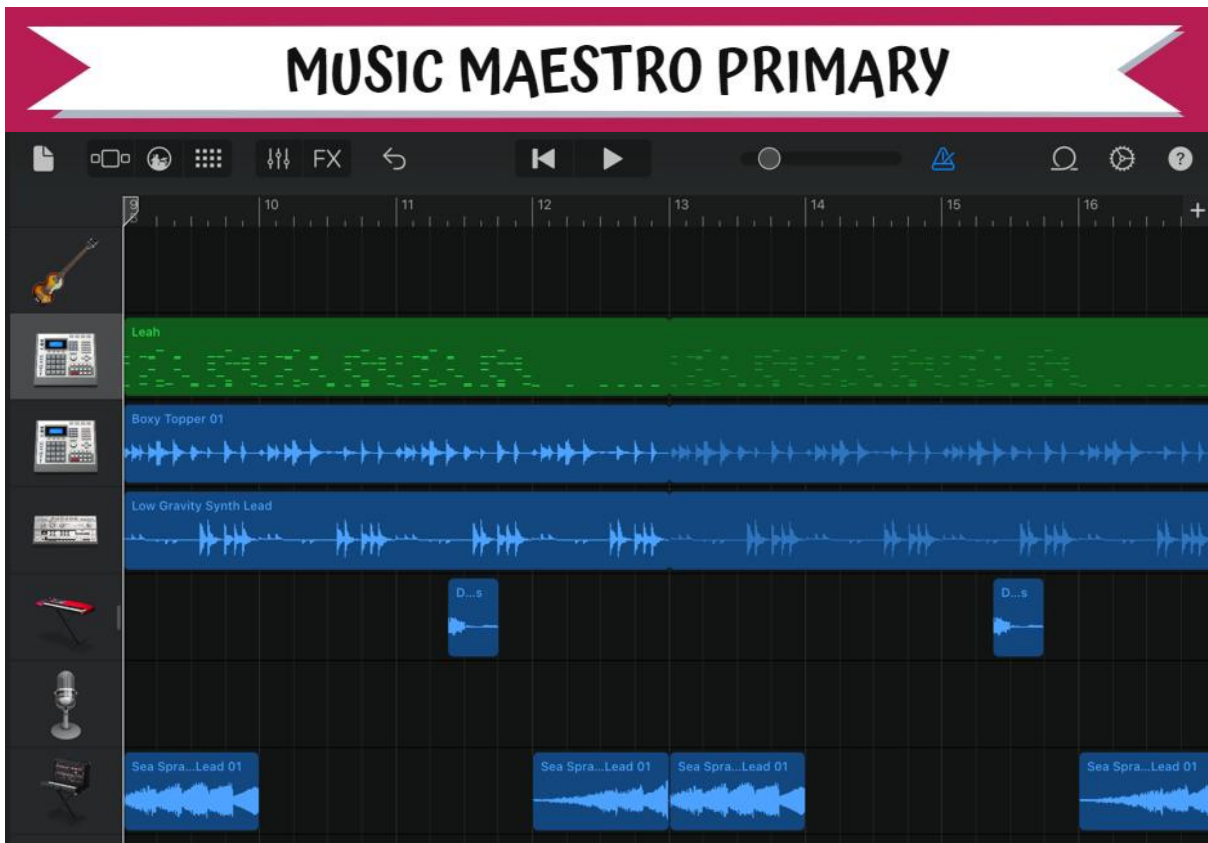 MUSIC MAESTRO PRIMARY
FX
?
9 10 11 12 13 14 15 16 +
Leah
Boxy Topper 01
Low Gravity Synth Lead
D...s D...s
Sea Spra...Lead 01 Sea Spra...Lead 01 Sea Spra...Lead 01 Sea Spra...Lead 01